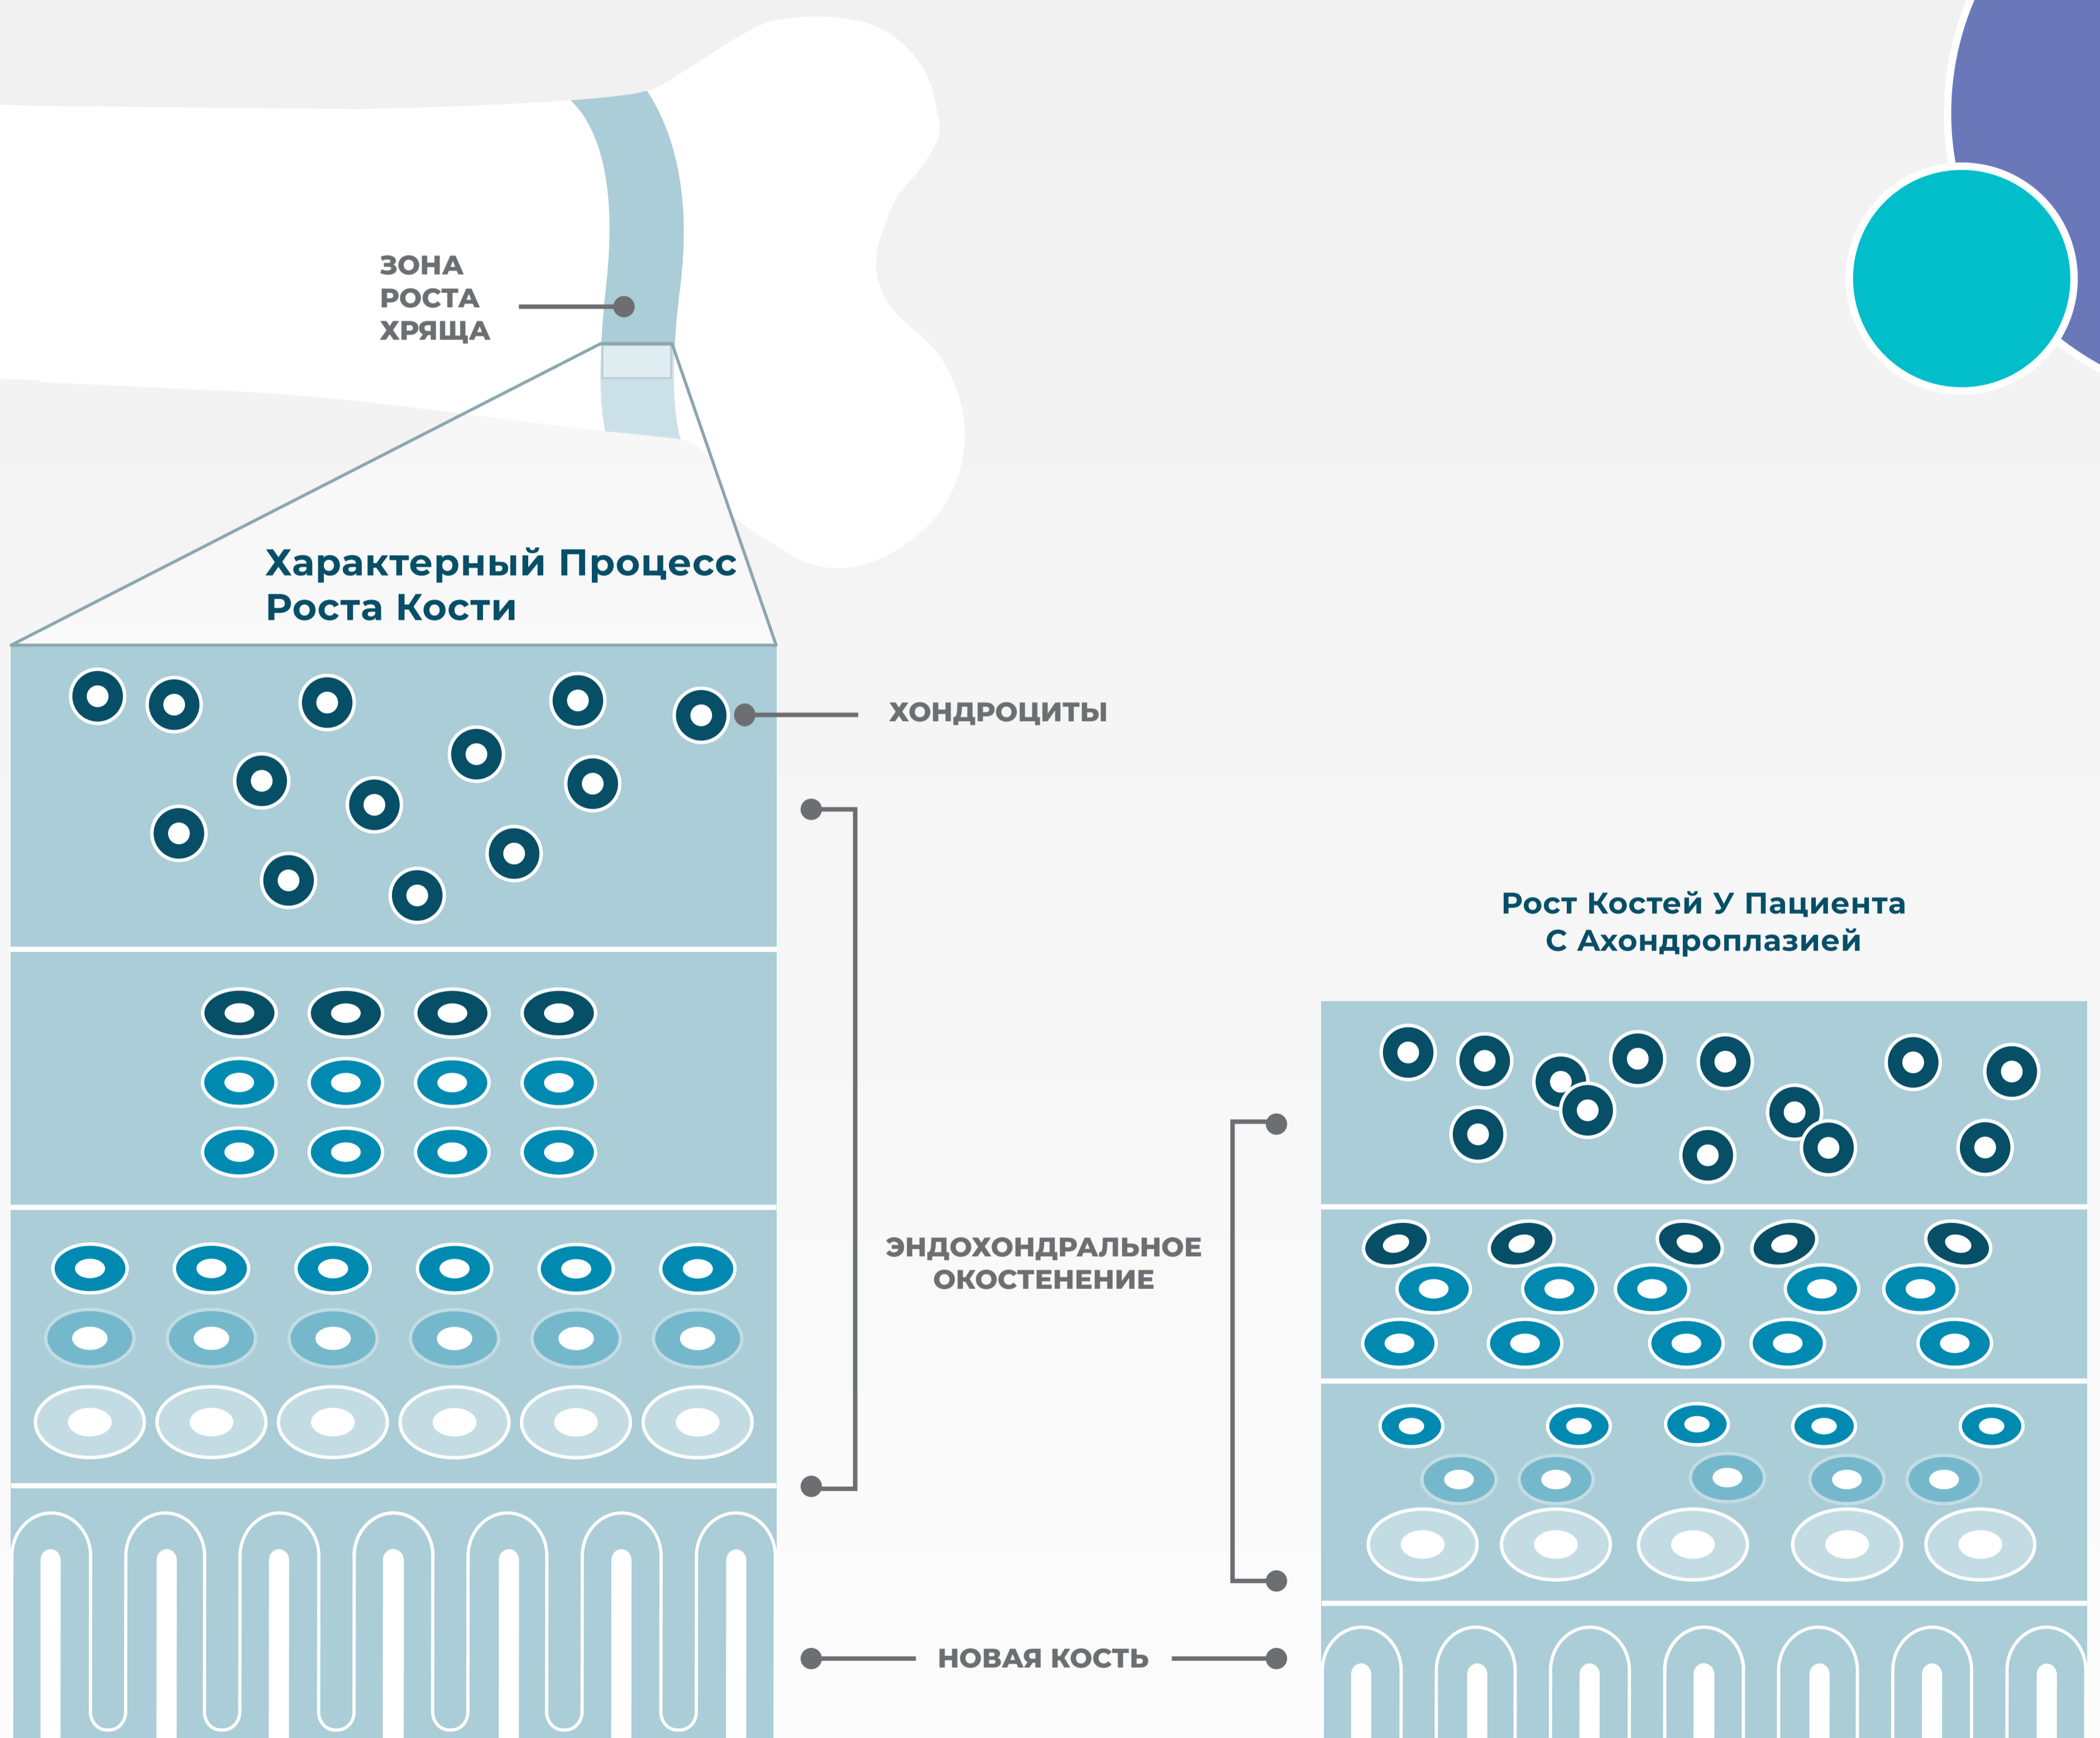 ЗОНА
РОСТА
ХРЯЩА
Характерный Процесс
Роста Кости
ХОНДРОЦИТЫ
Рост Костей У Пациента
С Ахондроплазией
ЭНДОХОНДРАЛЬНОЕ
ОКОСТЕНЕНИЕ
НОВАЯ КОСТЬ